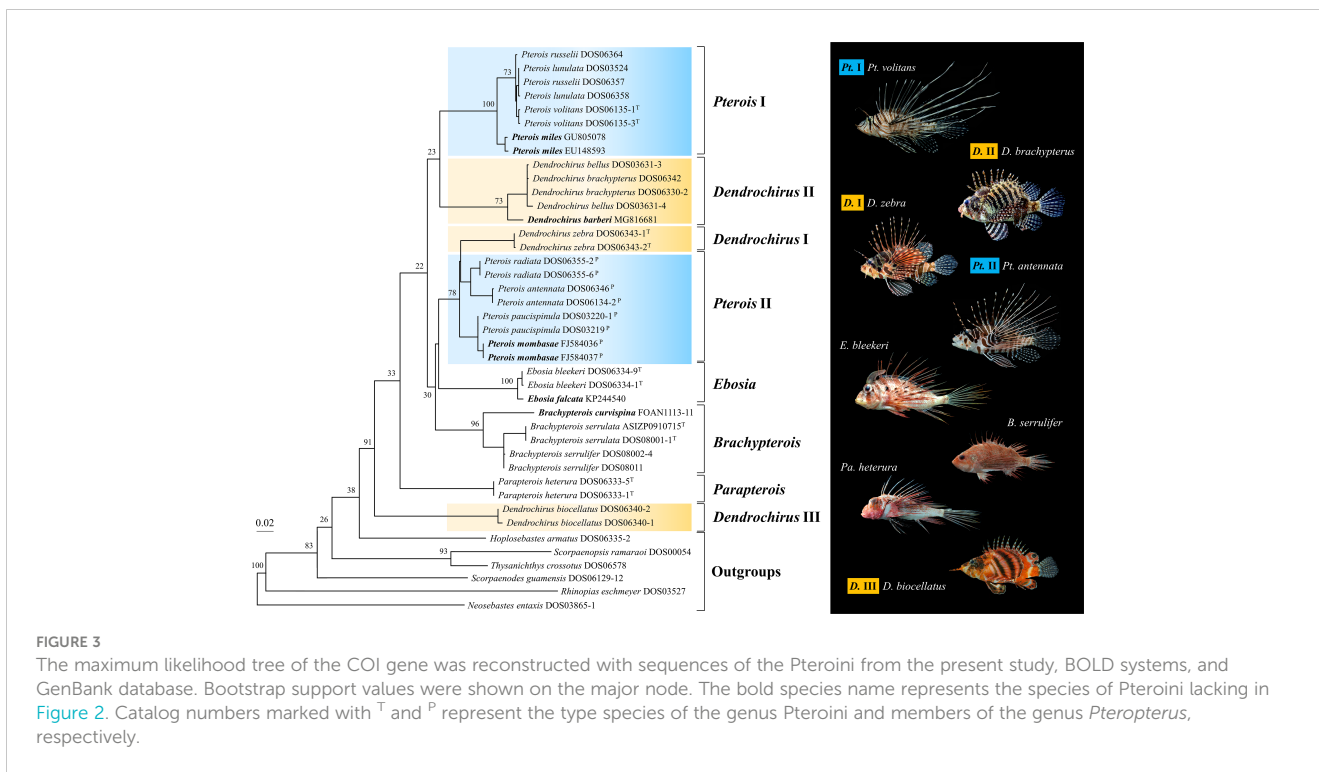 Pterois russelii DOS06364
Pterois lunulata DOS03524
Pterois russelii DOS06357
Pterois lunulata DOS06358
Pterois volitans DOS06135-1ᵀ
Pterois volitans DOS06135-3ᵀ
Pterois miles GU805078
Pterois miles EU148593
Pterois I
73
100
23
Dendrochirus bellus DOS03631-3
Dendrochirus brachypterus DOS06342
Dendrochirus brachypterus DOS06330-2
Dendrochirus bellus DOS03631-4
Dendrochirus barberi MG816681
Dendrochirus II
73
Dendrochirus zebra DOS06343-1ᵀ
Dendrochirus zebra DOS06343-2ᵀ
Dendrochirus I
22
Pterois radiata DOS06355-2ᴾ
Pterois radiata DOS06355-6ᴾ
Pterois antennata DOS06346ᴾ
Pterois antennata DOS06134-2ᴾ
Pterois paucispinula DOS03220-1ᴾ
Pterois paucispinula DOS03219ᴾ
Pterois mombasae FJ584036ᴾ
Pterois mombasae FJ584037ᴾ
Pterois II
78
Ebosia bleekeri DOS06334-9ᵀ
Ebosia bleekeri DOS06334-1ᵀ
Ebosia falcata KP244540
Ebosia
100
33
30
Brachypterois curvispina FOAN1113-11
Brachypterois serrulata ASIZP0910715ᵀ
Brachypterois serrulata DOS08001-1ᵀ
Brachypterois serrulifer DOS08002-4
Brachypterois serrulifer DOS08011
Brachypterois
96
91
Parapterois heterura DOS06333-5ᵀ
Parapterois heterura DOS06333-1ᵀ
Parapterois
38
Dendrochirus biocellatus DOS06340-2
Dendrochirus biocellatus DOS06340-1
Dendrochirus III
0.02
26
Hoplosebastes armatus DOS06335-2
Scorpaenopsis ramaraoi DOS00054
Thysanichthys crossotus DOS06578
Scorpaenodes guamensis DOS06129-12
Rhinopias eschmeyer DOS03527
Neosebastes entaxis DOS03865-1
Outgroups
93
83
100
Pt. I Pt. volitans
D. II D. brachypterus
D. I D. zebra
Pt. II Pt. antennata
E. bleekeri
B. serrulifer
Pa. heterura
D. III D. biocellatus
FIGURE 3
The maximum likelihood tree of the COI gene was reconstructed with sequences of the Pteroini from the present study, BOLD systems, and
GenBank database. Bootstrap support values were shown on the major node. The bold species name represents the species of Pteroini lacking in
Figure 2. Catalog numbers marked with ᵀ and ᴾ represent the type species of the genus Pteroini and members of the genus Pteropterus,
respectively.